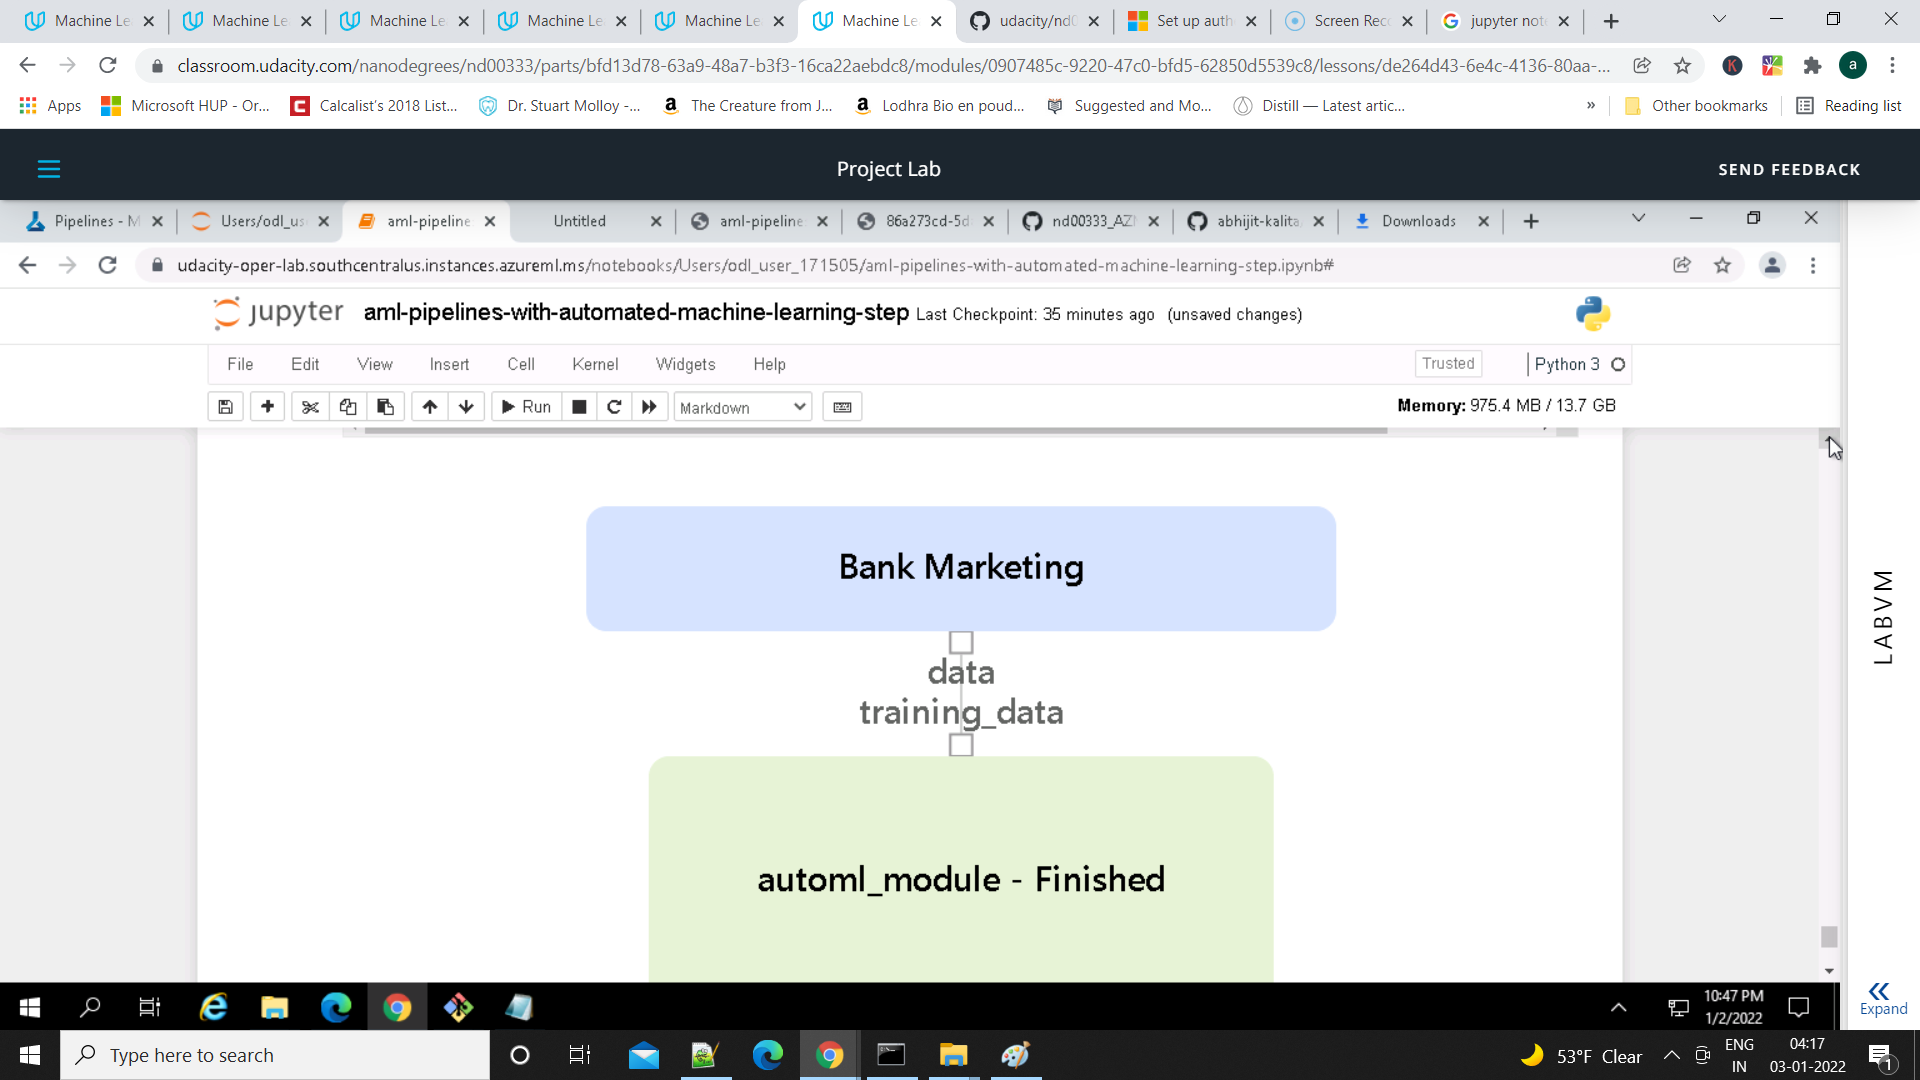 Machine Le
Machine Le
Machine Le
Machine Le
Machine Le
Machine Le
udacity/nd0
Set up auth
Screen Reco
jupyter not
classroom.udacity.com/nanodegrees/nd00333/parts/bfd13d78-63a9-48a7-b3f3-16ca22aebdc8/modules/0907485c-9220-47c0-bfd5-62850d5539c8/lessons/de264d43-6e4c-4136-80aa-...
a
Apps
Microsoft HUP - Or...
Calcalist's 2018 List...
Dr. Stuart Molloy -...
The Creature from J...
Lodhra Bio en poud...
Suggested and Mo...
Distill — Latest artic...
»
Other bookmarks
Reading list
Project Lab
SEND FEEDBACK
Pipelines - M
Users/odl_us
aml-pipeline
Untitled
aml-pipeline
86a273cd-5d
nd00333_AZ
abhijit-kalita
Downloads
udacity-oper-lab.southcentralus.instances.azureml.ms/notebooks/Users/odl_user_171505/aml-pipelines-with-automated-machine-learning-step.ipynb#
jupyter aml-pipelines-with-automated-machine-learning-step Last Checkpoint: 35 minutes ago (unsaved changes)
File Edit View Insert Cell Kernel Widgets Help
Trusted
Python 3
Run
Markdown
Memory: 975.4 MB / 13.7 GB
Bank Marketing
data
training_data
automl_module - Finished
LABVM
Expand
10:47 PM
1/2/2022
Type here to search
53°F Clear
ENG
IN
04:17
03-01-2022
1